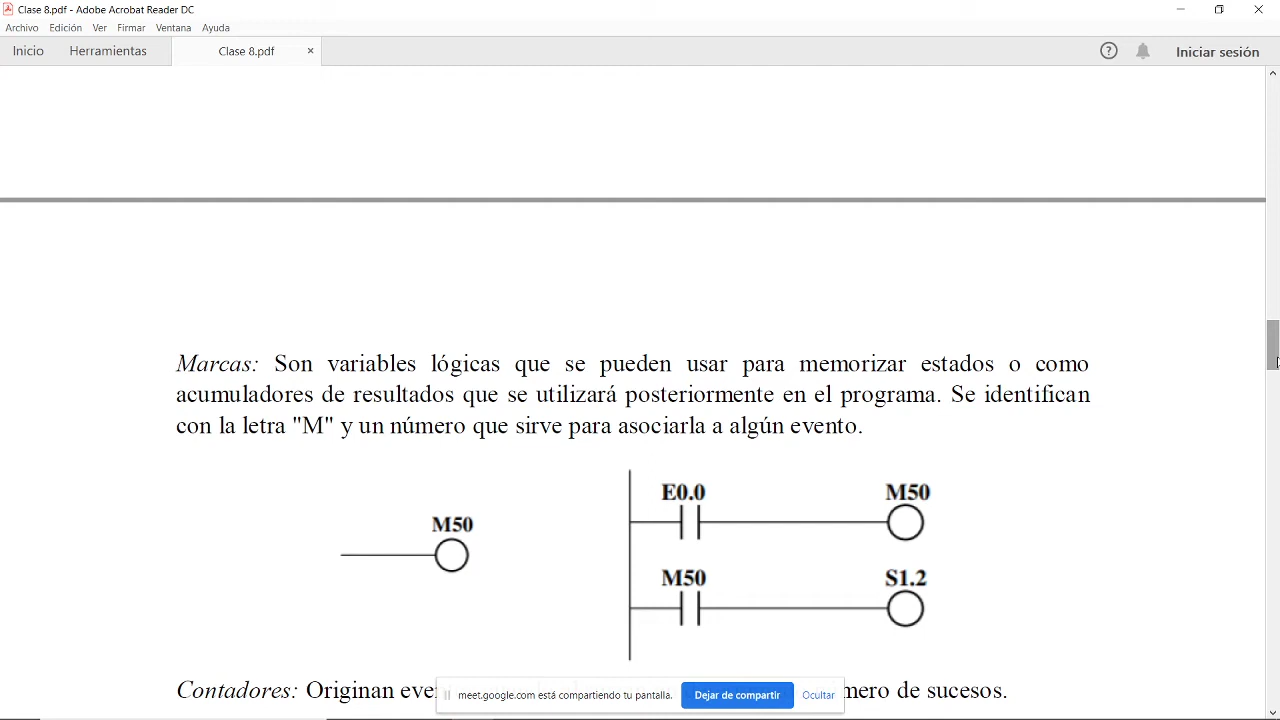 Clase 8.pdf - Adobe Acrobat Reader DC
Archivo Edición Ver Firmar Ventana Ayuda
Inicio Herramientas Clase 8.pdf × ? Iniciar sesión
Marcas: Son variables lógicas que se pueden usar para memorizar estados o como
acumuladores de resultados que se utilizará posteriormente en el programa. Se identifican
con la letra "M" y un número que sirve para asociarla a algún evento.
E0.0 M50
M50
M50 S1.2
Contadores: Originan mero de sucesos.
meet.google.com está compartiendo tu pantalla. Dejar de compartir Ocultar